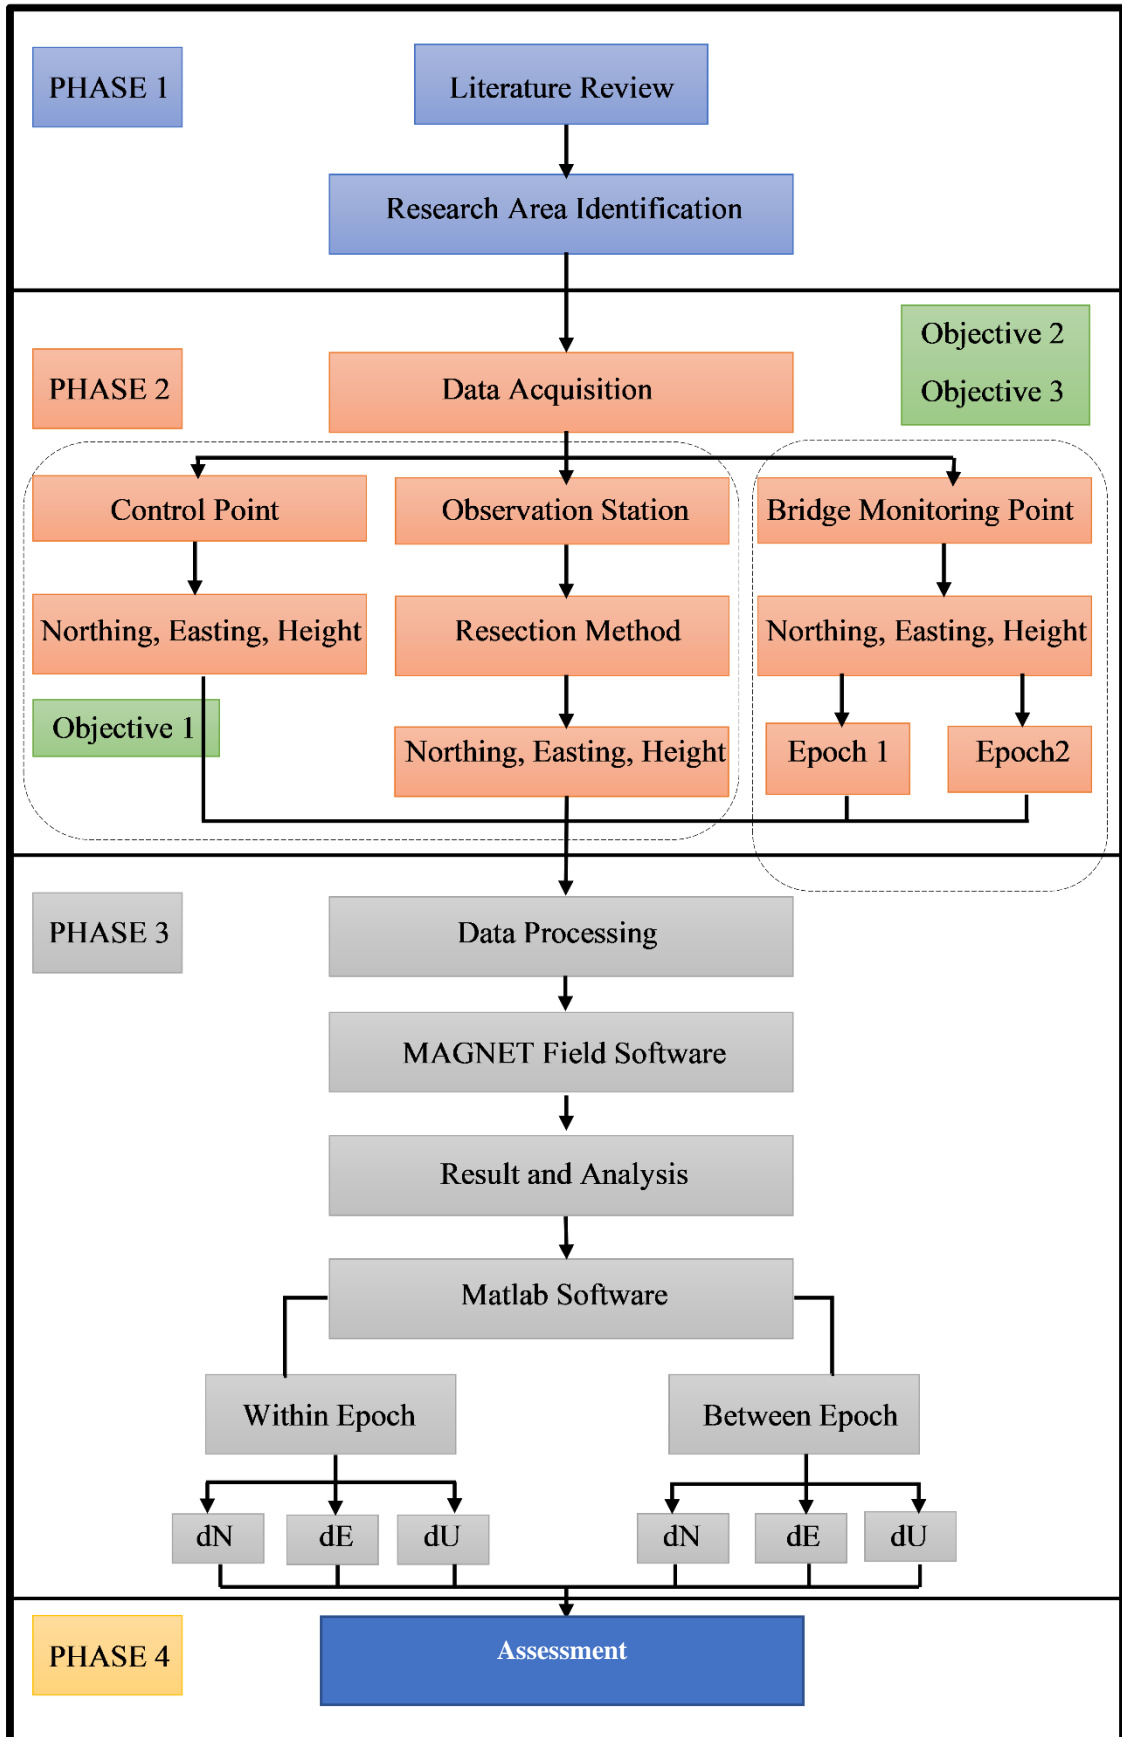 PHASE 1
Literature Review
Research Area Identification
Objective 2
Objective 3
PHASE 2
Data Acquisition
Control Point
Observation Station
Bridge Monitoring Point
Northing, Easting, Height
Resection Method
Northing, Easting, Height
Objective 1
Northing, Easting, Height
Epoch 1
Epoch2
PHASE 3
Data Processing
MAGNET Field Software
Result and Analysis
Matlab Software
Within Epoch
Between Epoch
dN
dE
dU
dN
dE
dU
PHASE 4
Assessment